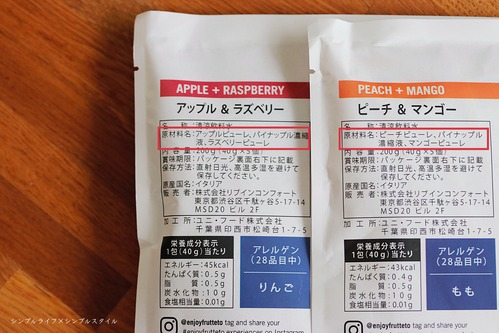 APPLE + RASPBERRY
アップル & ラズベリー
名　称:清涼飲料水
原材料名:アップルピューレ、パイナップル濃縮
液、ラズベリーピューレ
200g（40g×5個）
賞味期限:パッケージ裏面右下に記載
保存方法:直射日光、高温多湿を避けて
保存してください。
原産国名:イタリア
販 売 者:株式会社リブインコンフォート
東京都渋谷区千駄ヶ谷5-17-14
MSD20 ビル 2F
加 工 所:ユニ・フード株式会社
千葉県印西市松崎台1-7-5
栄養成分表示
1包(40g)当たり
エネルギー:45kcal
たんぱく質:0.5g
脂　　質:0.5g
炭水化物:1.0g
食塩相当量:0.01g
アレルゲン
(28品目中)
りんご
@enjoyfrutteto tag and share your
#enjoyfrutteto experiences on Instagram
PEACH + MANGO
ピーチ & マンゴー
名　称:清涼飲料水
原材料名:ピーチピューレ、パイナップル
濃縮液、マンゴーピューレ
200g（40g×5個）
賞味期限:パッケージ裏面右下に記載
保存方法:直射日光、高温多湿を避けて
保存してください。
原産国名:イタリア
販 売 者:株式会社リブインコンフォート
東京都渋谷区千駄ヶ谷5-17-14
MSD20 ビル 2F
加 工 所:ユニ・フード株式会社
千葉県印西市松崎台1-7-5
栄養成分表示
1包(40g)当たり
エネルギー:43kcal
たんぱく質:0.4g
脂　　質:0.4g
炭水化物:10g
食塩相当量:0.01g
アレルゲン
(28品目中)
もも
@enjoyfrutteto tag and share
シンプルライフ×シンプルスタイル